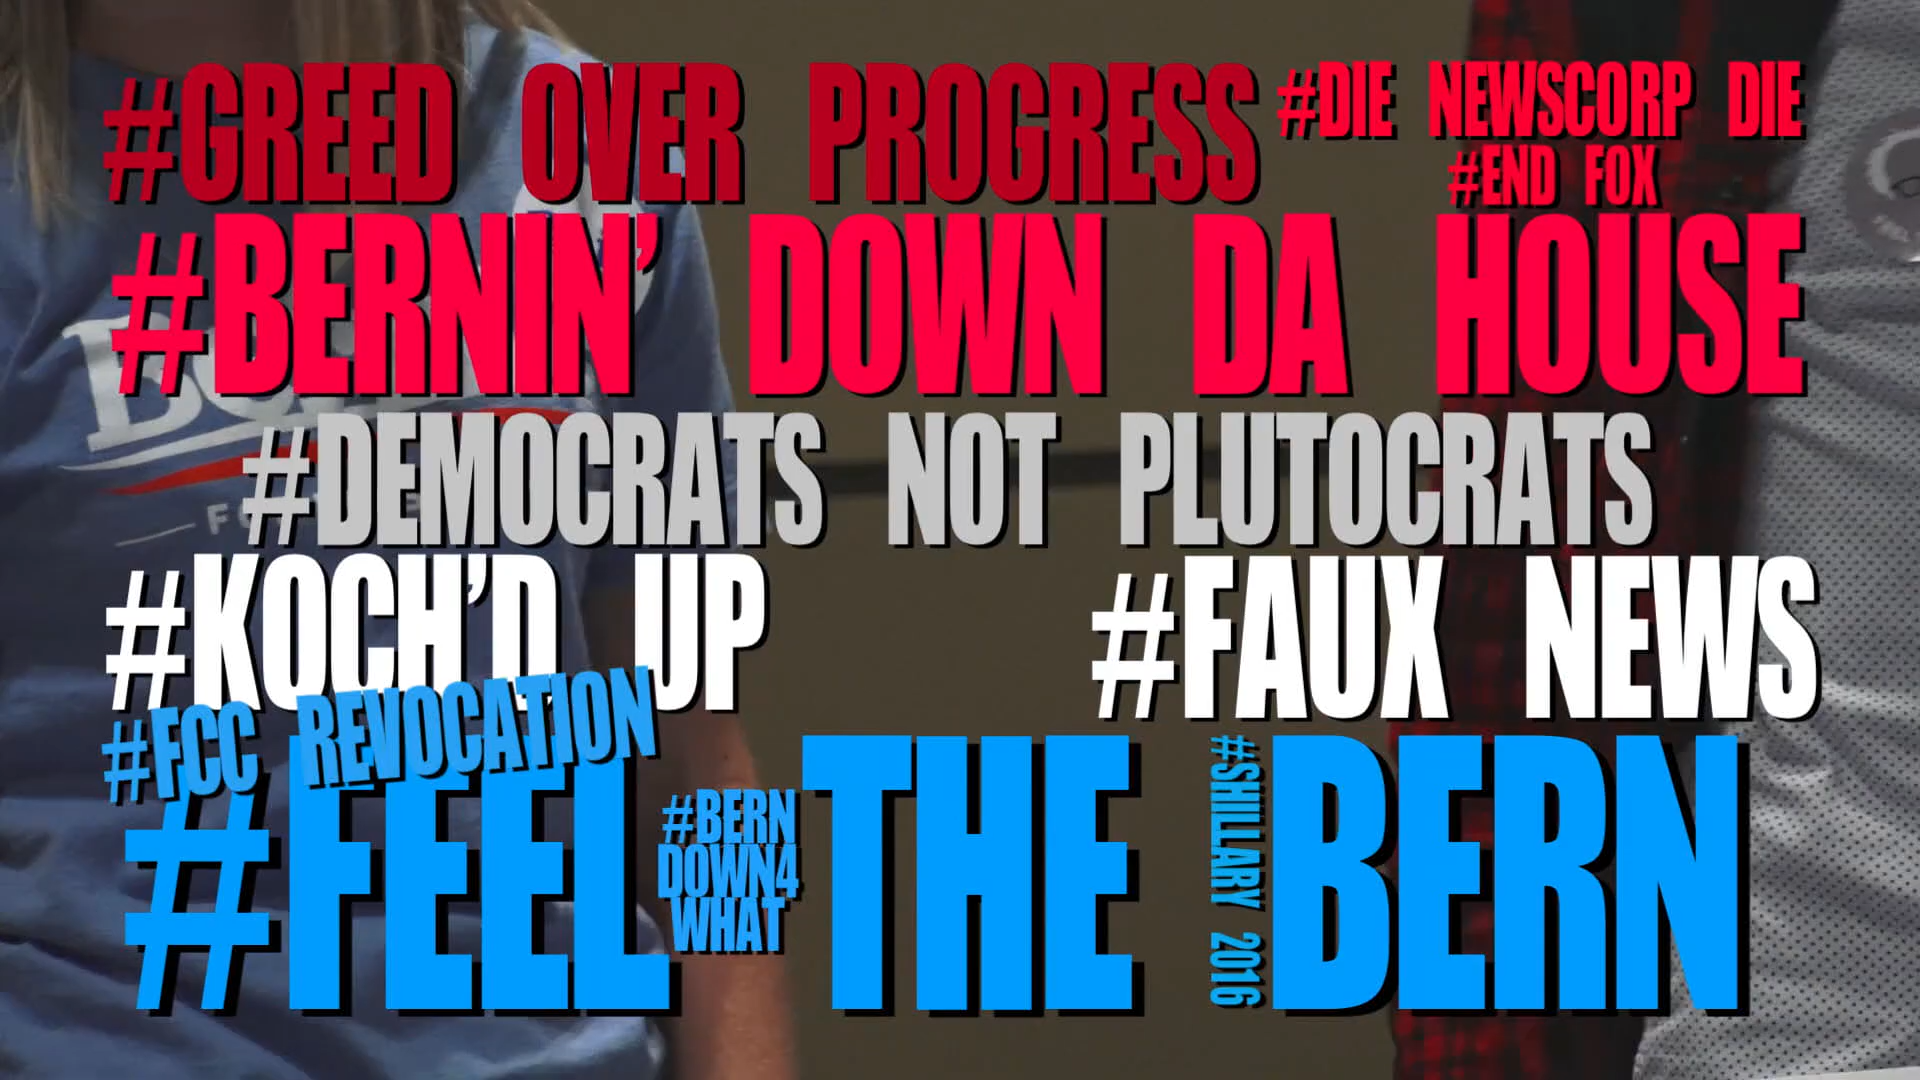 #GREED OVER PROGRESS
#DIE NEWSCORP DIE
#END FOX
#BERNIN' DOWN DA HOUSE
#DEMOCRATS NOT PLUTOCRATS
#KOCH'D UP
#FAUX NEWS
#FCC REVOCATION
#FEEL THE BERN
#BERN
DOWN4
WHAT
#SHILLARY 2016